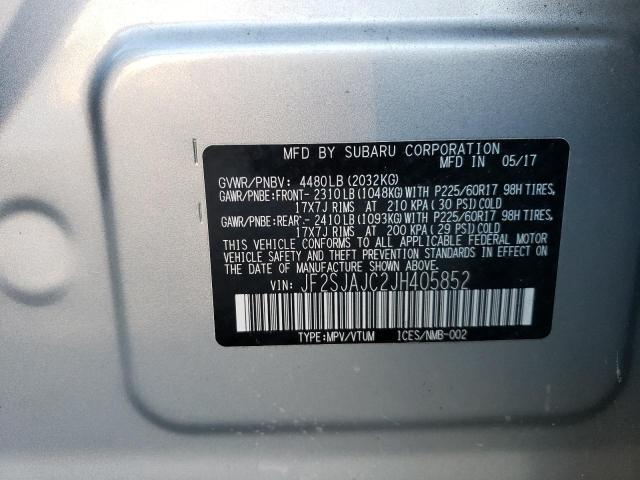 MFD BY SUBARU CORPORATION
MFD IN 05/17
GVWR/PNBV: 4480LB (2032KG)
GAWR/PNBE:FRONT- 2310LB (1048KG) WITH P225/60R17 98H TIRES,
17X7J RIMS AT 210 KPA (30 PSI) COLD
GAWR/PNBE:REAR- 2410LB (1093KG) WITH P225/60R17 98H TIRES,
17X7J RIMS AT 200 KPA (29 PSI) COLD
THIS VEHICLE CONFORMS TO ALL APPLICABLE FEDERAL MOTOR
VEHICLE SAFETY AND THEFT PREVENTION STANDARDS IN EFFECT ON
THE DATE OF MANUFACTURE SHOWN ABOVE.
VIN: JF2SJAJC2JH405852
TYPE:MPV/VTUM ICES/NMB-002